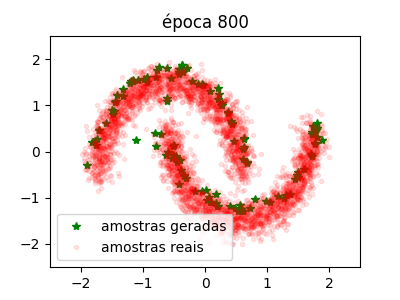 época 800
2
1
0
−1
−2
amostras geradas
amostras reais
−2 −1 0 1 2